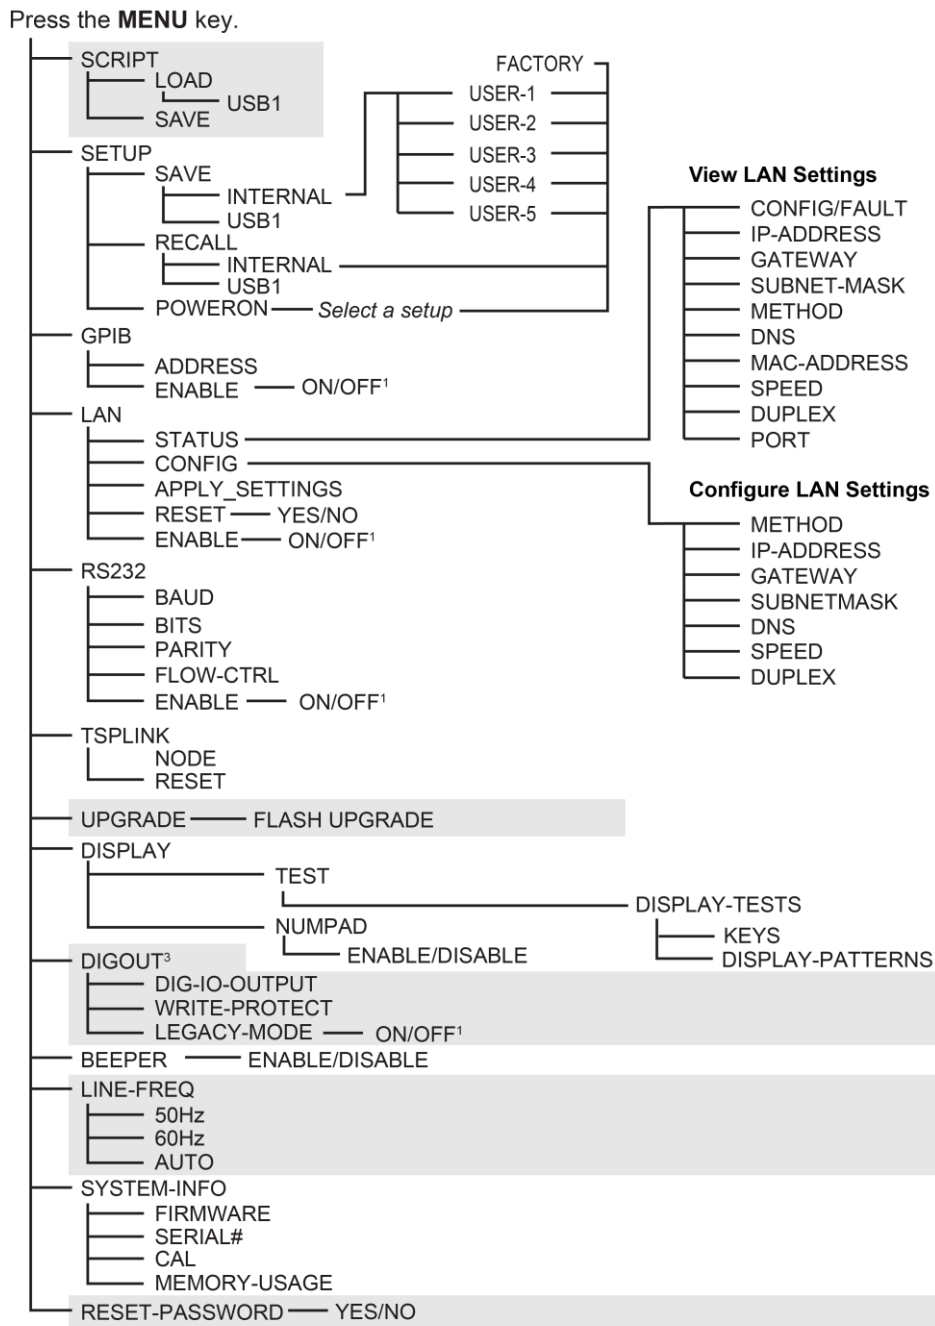 Press the MENU key.
SCRIPT
LOAD
USB1
SAVE
SETUP
SAVE
INTERNAL
USB1
RECALL
INTERNAL
USB1
POWERON
Select a setup
FACTORY
USER-1
USER-2
USER-3
USER-4
USER-5
GPIB
ADDRESS
ENABLE
ON/OFF¹
LAN
STATUS
CONFIG
APPLY_SETTINGS
RESET
YES/NO
ENABLE
ON/OFF¹
View LAN Settings
CONFIG/FAULT
IP-ADDRESS
GATEWAY
SUBNET-MASK
METHOD
DNS
MAC-ADDRESS
SPEED
DUPLEX
PORT
Configure LAN Settings
METHOD
IP-ADDRESS
GATEWAY
SUBNETMASK
DNS
SPEED
DUPLEX
RS232
BAUD
BITS
PARITY
FLOW-CTRL
ENABLE
ON/OFF¹
TSPLINK
NODE
RESET
UPGRADE
FLASH UPGRADE
DISPLAY
TEST
DISPLAY-TESTS
KEYS
DISPLAY-PATTERNS
NUMPAD
ENABLE/DISABLE
DIGOUT³
DIG-IO-OUTPUT
WRITE-PROTECT
LEGACY-MODE
ON/OFF¹
BEEPER
ENABLE/DISABLE
LINE-FREQ
50Hz
60Hz
AUTO
SYSTEM-INFO
FIRMWARE
SERIAL#
CAL
MEMORY-USAGE
RESET-PASSWORD
YES/NO